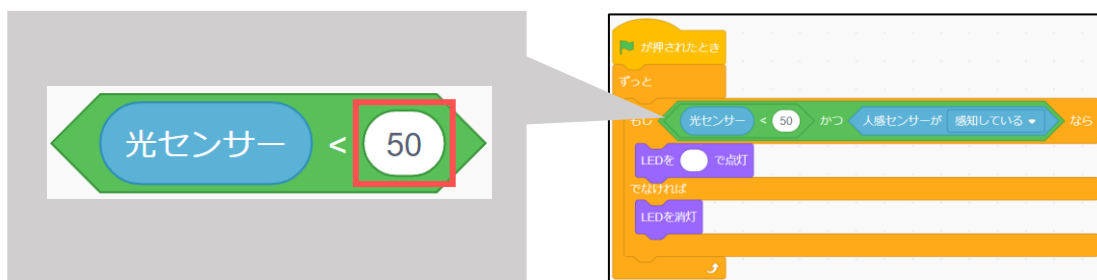 光センサー < 50
が押されたとき
ずっと
もし 光センサー < 50 かつ 人感センサーが 感知している なら
LEDを で点灯
でなければ
LEDを消灯